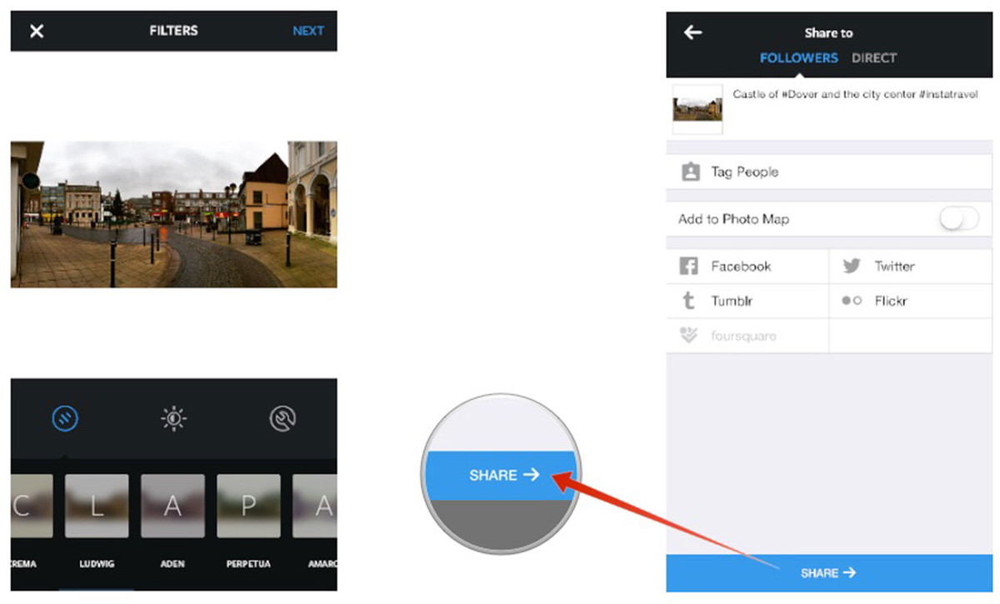 FILTERS NEXT
C L A P A
CREMA LUDWIG ADEN PERPETUA AMARO
SHARE →
Share to
FOLLOWERS DIRECT
Castle of #Dover and the city center #instatravel
Tag People
Add to Photo Map
Facebook Twitter
Tumblr Flickr
foursquare
SHARE →